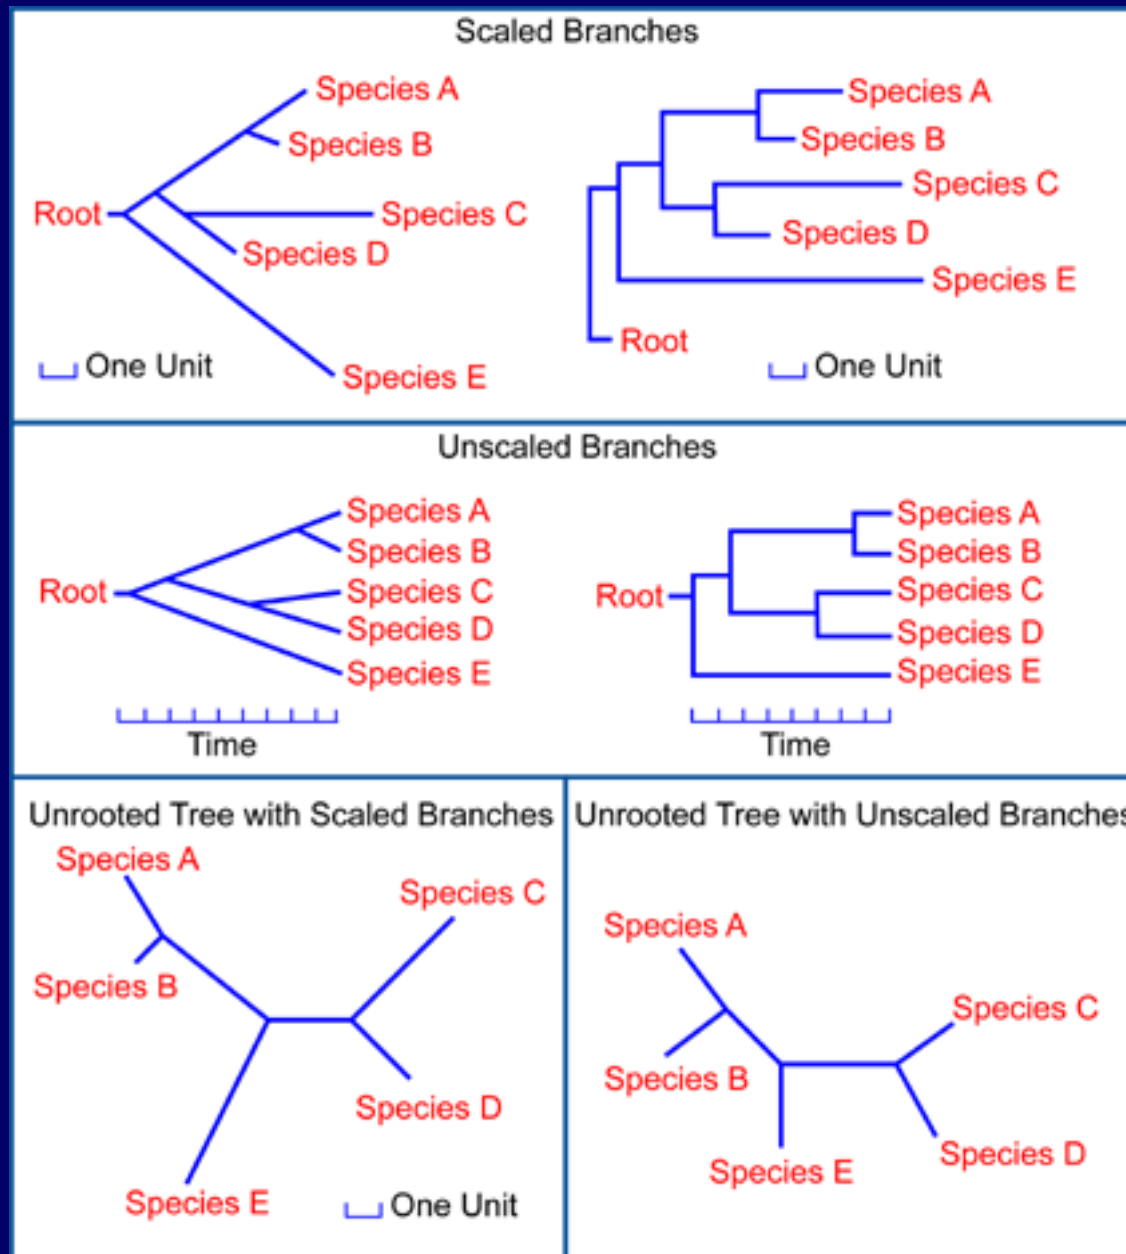 Scaled Branches
Species A
Species B
Root
Species C
Species D
Species E
One Unit
Species A
Species B
Species C
Species D
Species E
Root
One Unit
Unscaled Branches
Species A
Species B
Root
Species C
Species D
Species E
Time
Species A
Species B
Root
Species C
Species D
Species E
Time
Unrooted Tree with Scaled Branches
Species A
Species C
Species B
Species D
Species E
One Unit
Unrooted Tree with Unscaled Branches
Species A
Species C
Species B
Species D
Species E